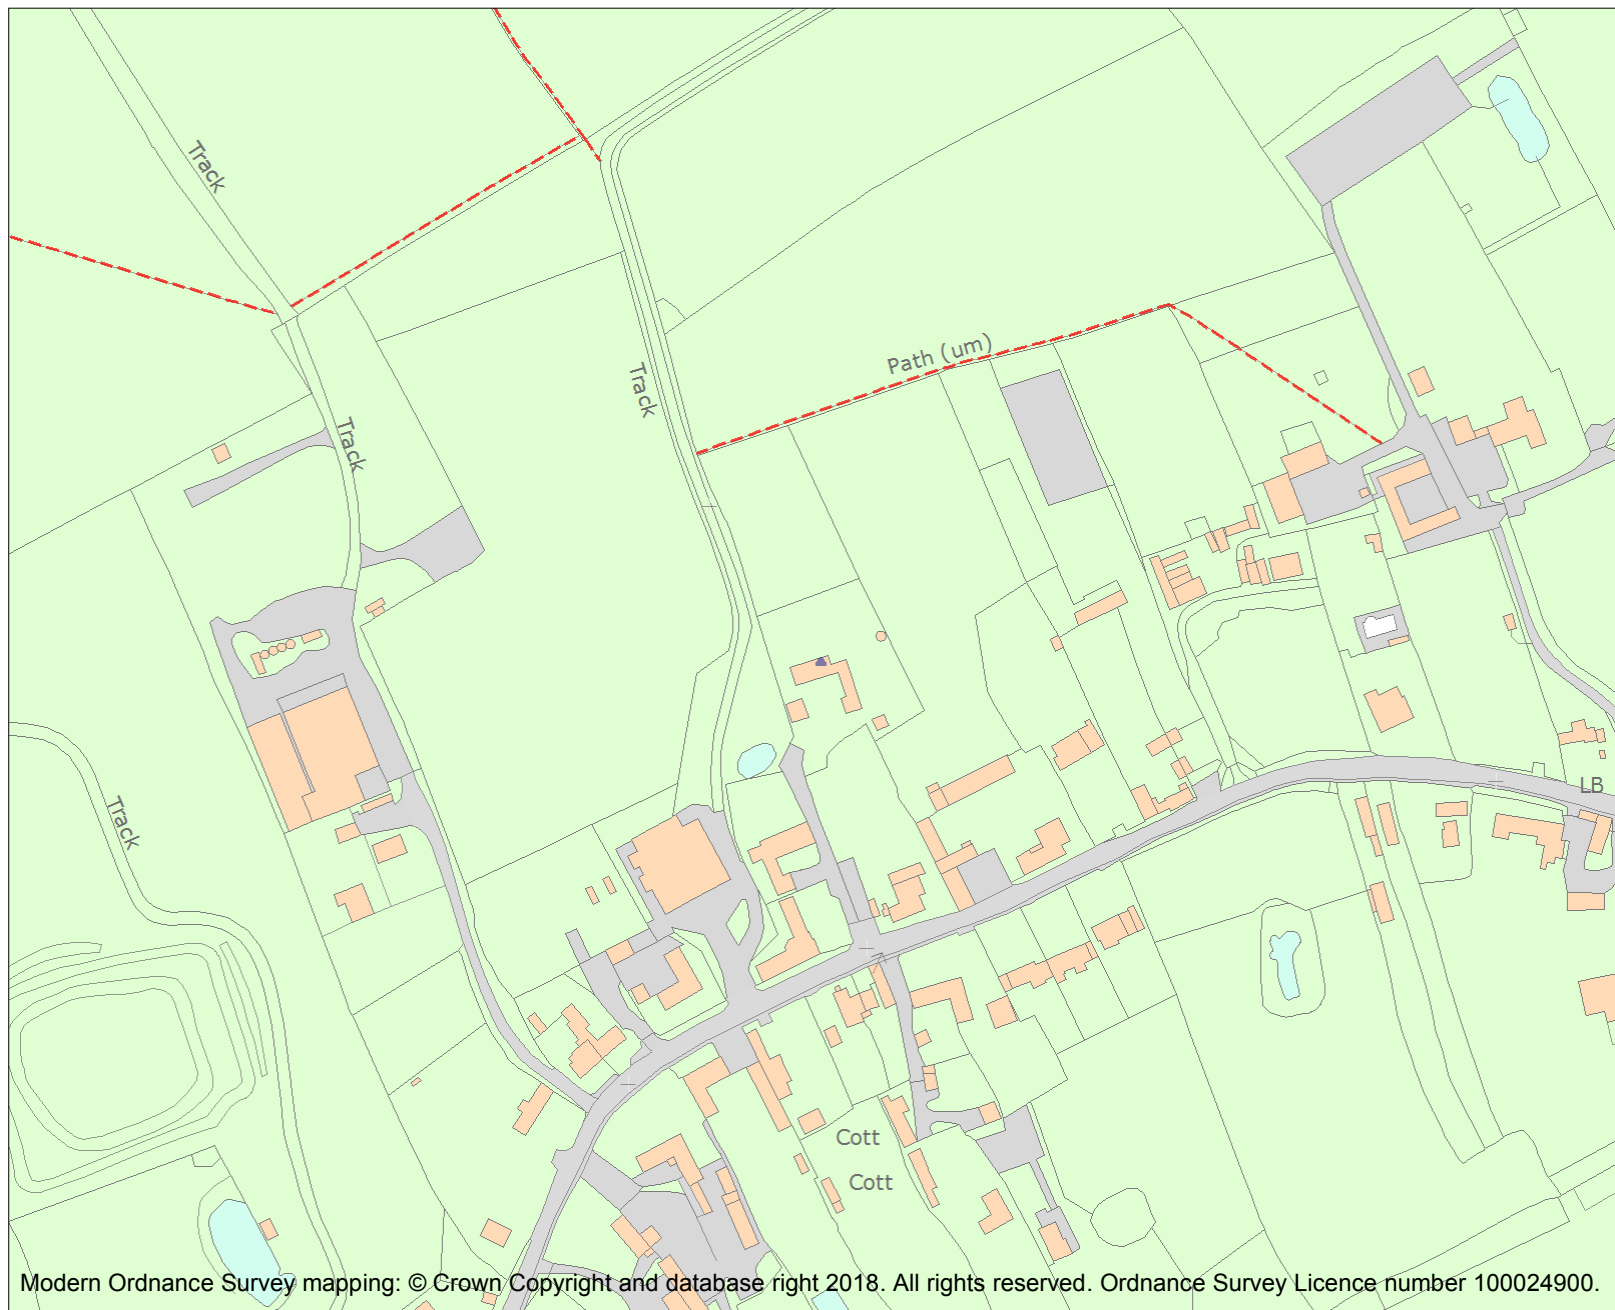 Track
Path (um)
Track
Track
LB
Track
Cott
Cott
Modern Ordnance Survey mapping: © Crown Copyright and database right 2018. All rights reserved. Ordnance Survey Licence number 100024900.